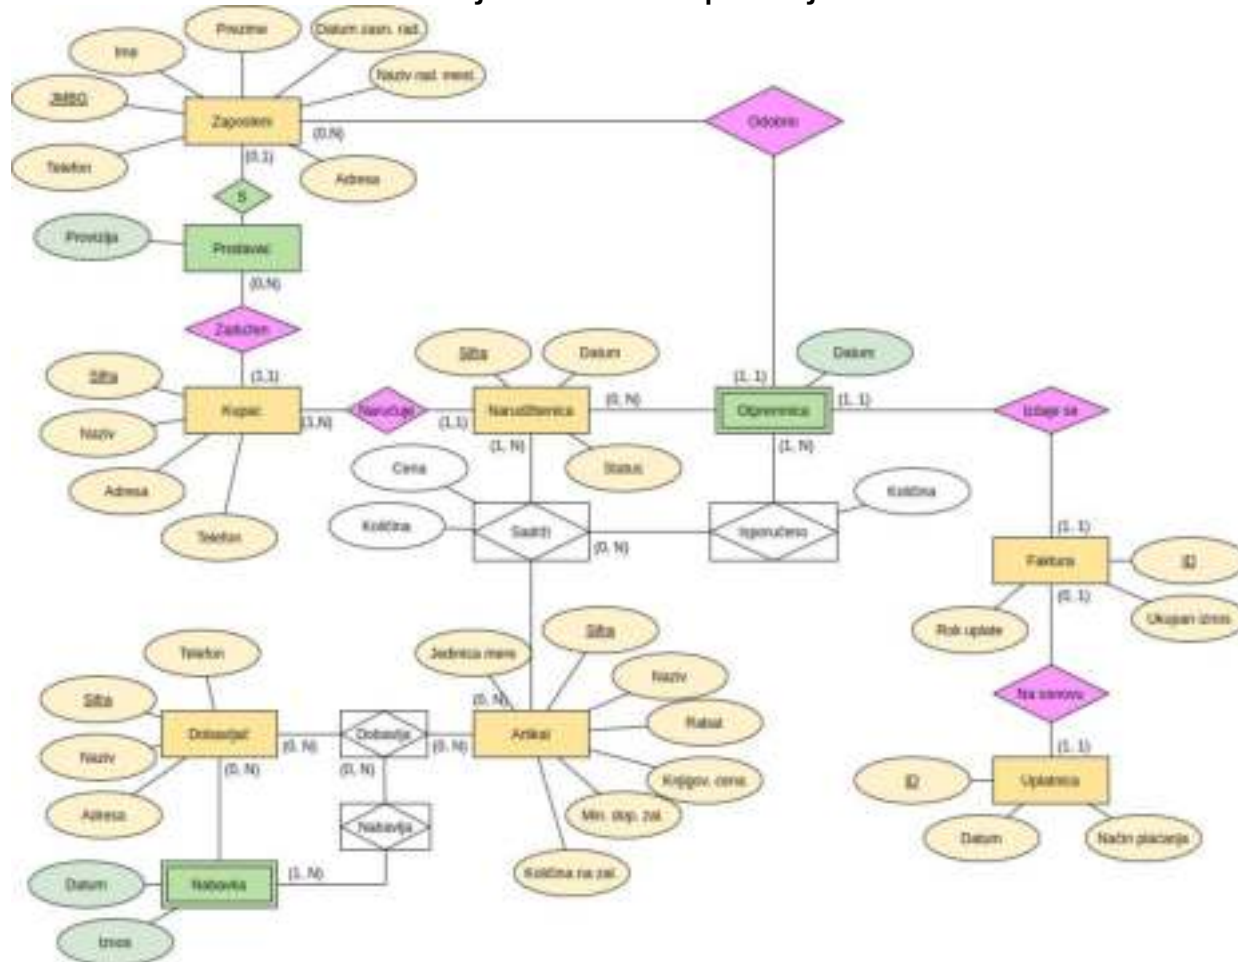 Prezime
Datum zasn. rad.
Ime
Naziv rad. mest.
JMBG
Zaposleni
Odobrio
(0,N)
(0,1)
Telefon
Adresa
S
Provizija
Prodavac
(0,N)
Zadužen
Šifra
Datum
Datum
Šifra
(1,1)
(1, 1)
Kupac
Naručuje
Narudžbenica
(0, N)
Otpremnica
(1, 1)
Izdaje se
(1,N)
(1,1)
Naziv
(1, N)
(1, N)
Cena
Status
Adresa
Količina
Količina
Telefon
Sadrži
Isporučeno
(0, N)
(1, 1)
Faktura
ID
(0, 1)
Rok uplate
Ukupan iznos
Šifra
Telefon
Jedinica mere
Naziv
Šifra
(0, N)
Na osnovu
Rabat
Dobavljač
Dobavlja
Artikal
(0, N)
(0, N)
(1, 1)
Naziv
(0, N)
(0, N)
Knjigov. cena
ID
Uplatnica
Adresa
Min. dop. zal.
Nabavlja
Datum
Način plaćanja
Količina na zal.
(1, N)
Datum
Nabavka
Iznos